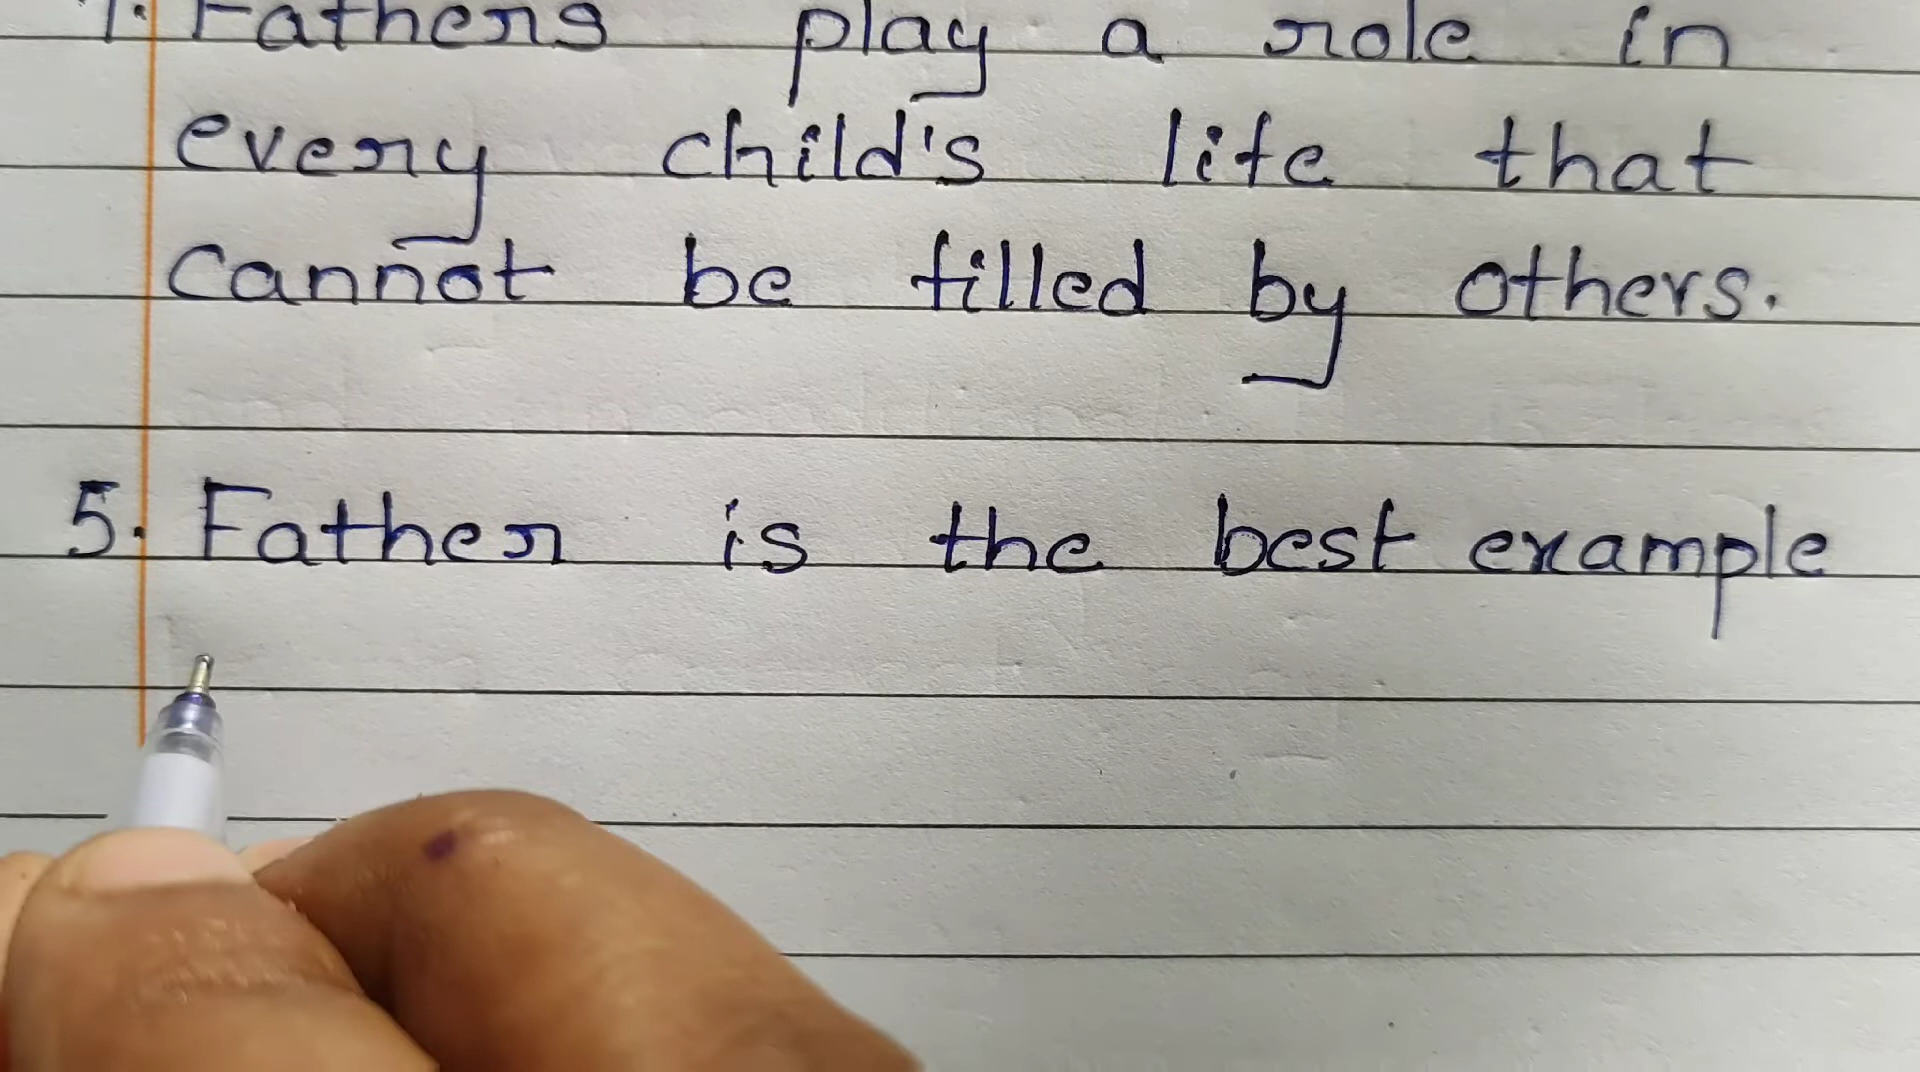 Fathers play a role in
every child's life that
cannot be filled by others.
5. Father is the best example